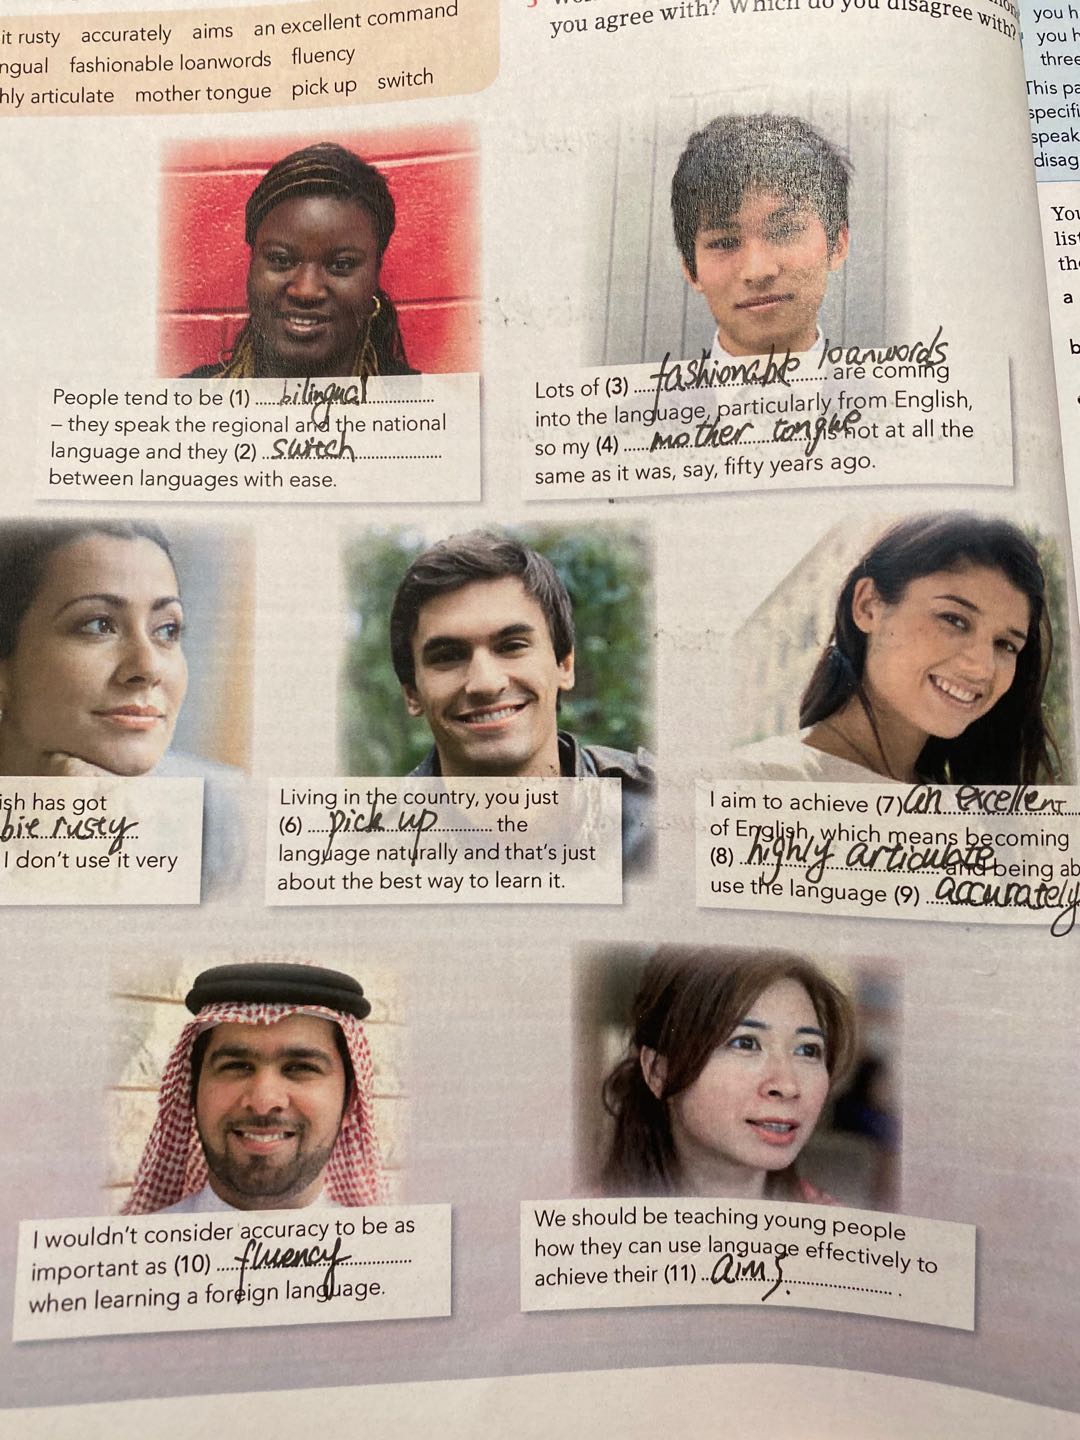 it rusty accurately aims an excellent command
ngual fashionable loanwords fluency
hly articulate mother tongue pick up switch
you agree with? Which do you disagree with?
you h
you h
three
This pa
specifi
speak
disag
You
list
the
a
b
People tend to be (1) bilingual
– they speak the regional and the national
language and they (2) switch
between languages with ease.
Lots of (3) fashionable loanwords are coming
into the language, particularly from English,
so my (4) mother tongue is not at all the
same as it was, say, fifty years ago.
ish has got
bit rusty
I don't use it very
Living in the country, you just
(6) pick up the
language naturally and that's just
about the best way to learn it.
I aim to achieve (7) an excellent
of English, which means becoming
(8) highly articulate and being ab
use the language (9) accurately
I wouldn't consider accuracy to be as
important as (10) fluency
when learning a foreign language.
We should be teaching young people
how they can use language effectively to
achieve their (11) aims.